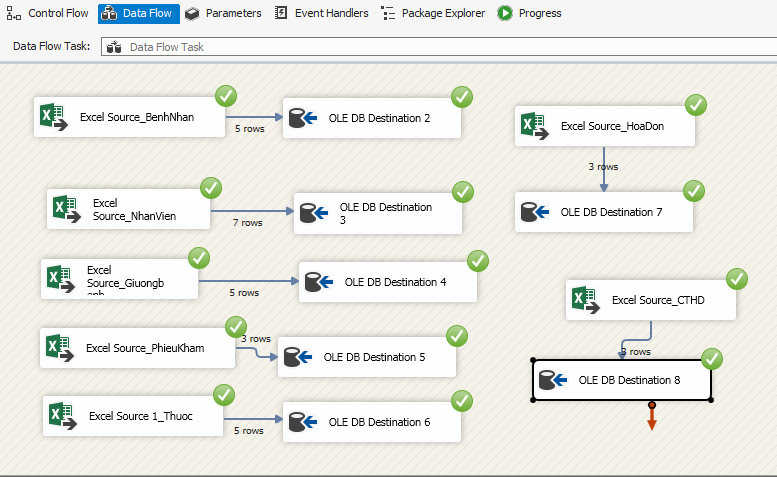 Control Flow
Data Flow
Parameters
Event Handlers
Package Explorer
Progress
Data Flow Task:
Data Flow Task
Excel Source_BenhNhan
5 rows
OLE DB Destination 2
Excel
Source_NhanVien
7 rows
OLE DB Destination
3
Excel
Source_Giuongb
5 rows
OLE DB Destination 4
Excel Source_PhieuKham
3 rows
OLE DB Destination 5
Excel Source 1_Thuoc
5 rows
OLE DB Destination 6
Excel Source_HoaDon
3 rows
OLE DB Destination 7
Excel Source_CTHD
3 rows
OLE DB Destination 8